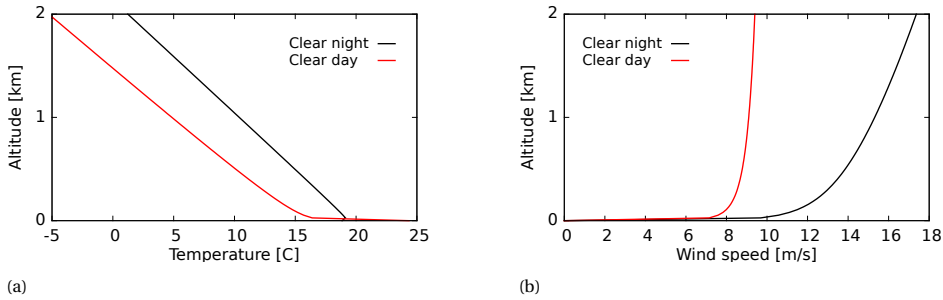 2
1
0
Altitude [km]
Clear night
Clear day
-5 0 5 10 15 20 25
Temperature [C]
(a)
2
1
0
Altitude [km]
Clear night
Clear day
0 2 4 6 8 10 12 14 16 18
Wind speed [m/s]
(b)